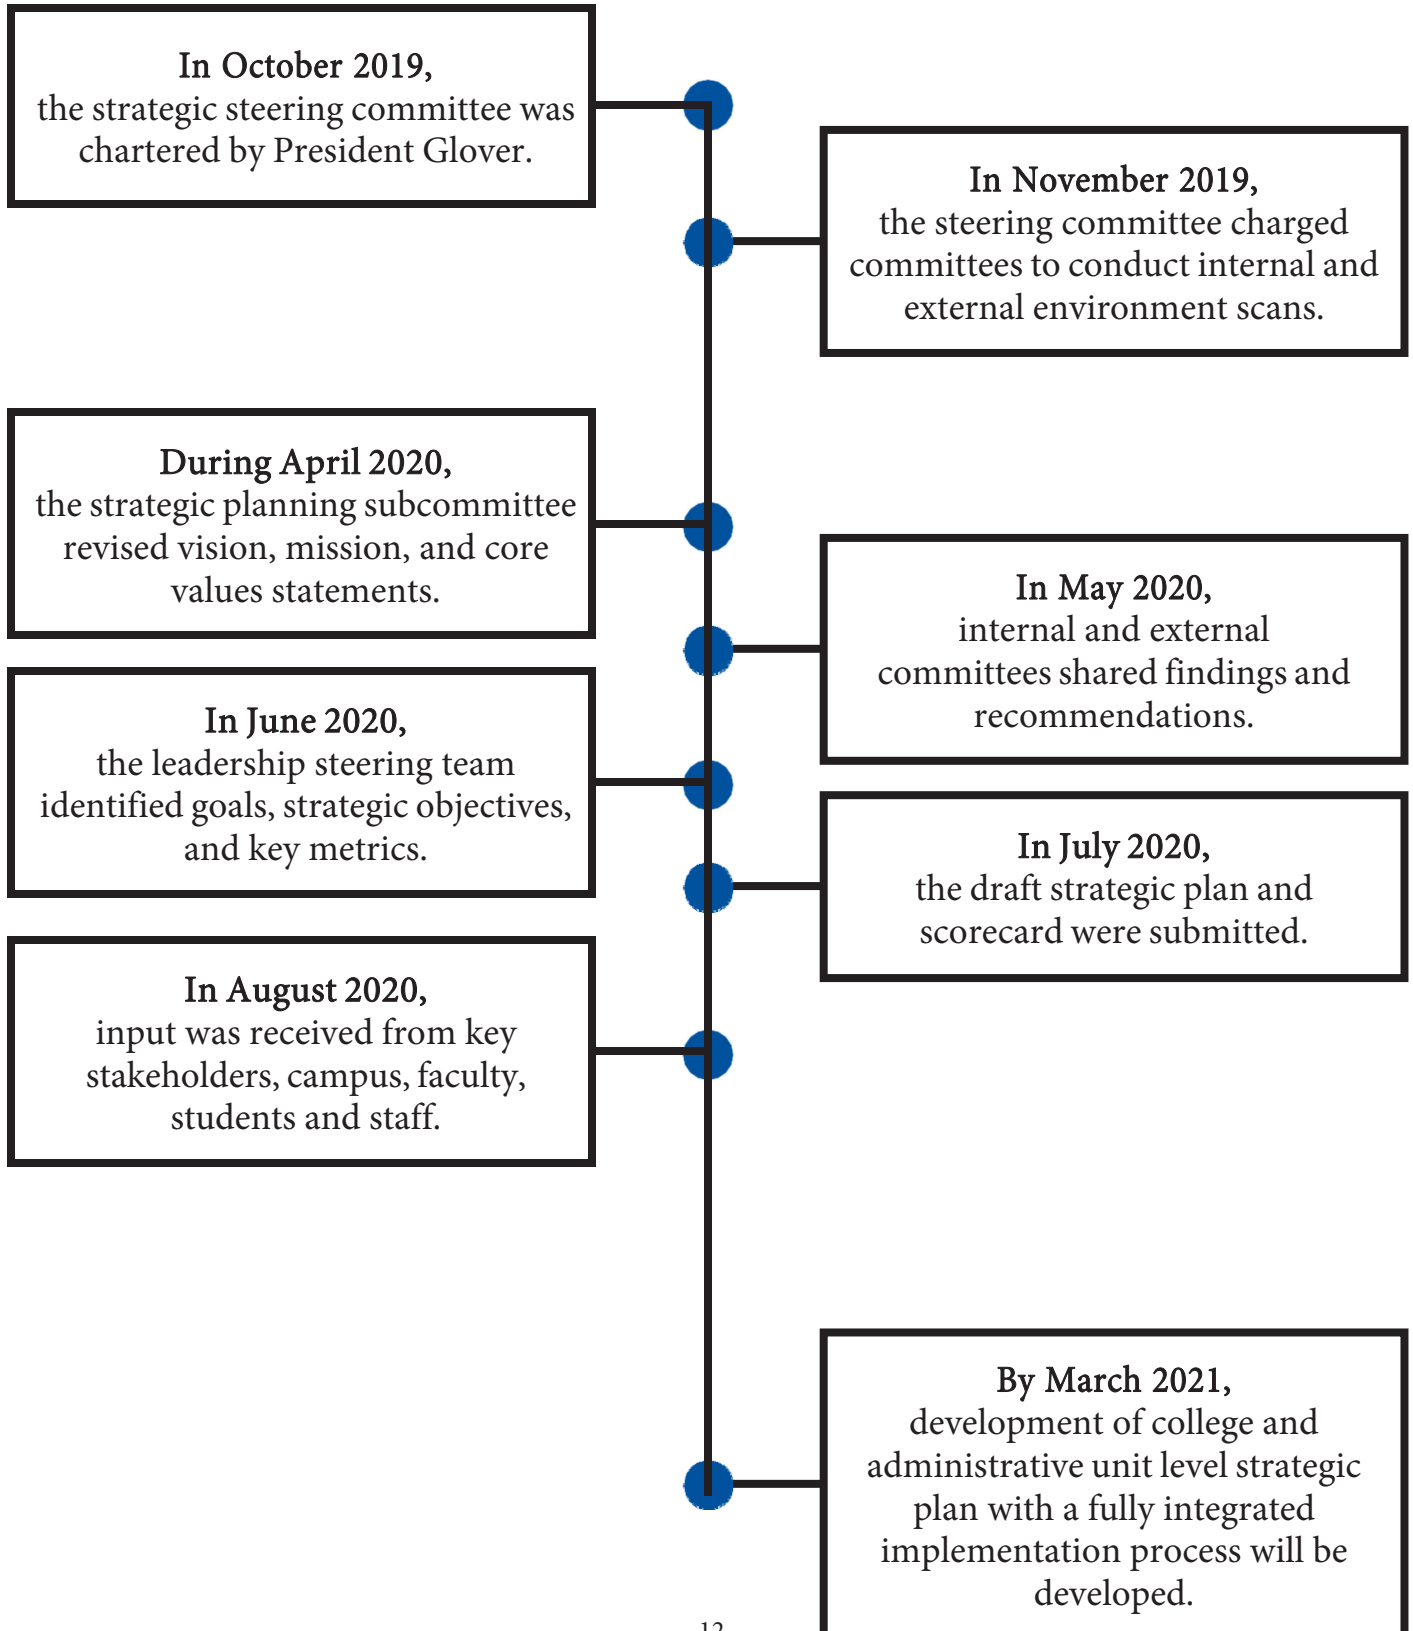 In October 2019,
the strategic steering committee was
chartered by President Glover.
In November 2019,
the steering committee charged
committees to conduct internal and
external environment scans.
During April 2020,
the strategic planning subcommittee
revised vision, mission, and core
values statements.
In May 2020,
internal and external
committees shared findings and
recommendations.
In June 2020,
the leadership steering team
identified goals, strategic objectives,
and key metrics.
In July 2020,
the draft strategic plan and
scorecard were submitted.
In August 2020,
input was received from key
stakeholders, campus, faculty,
students and staff.
By March 2021,
development of college and
administrative unit level strategic
plan with a fully integrated
implementation process will be
developed.